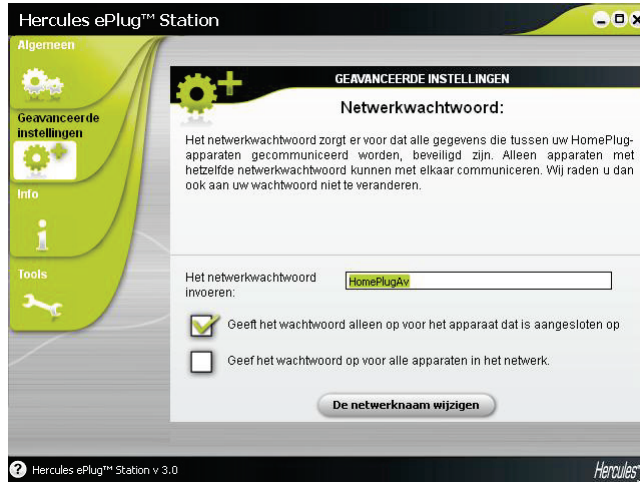 Hercules ePlug™ Station
Algemeen
Geavanceerde
instellingen
Info
Tools
GEAVANCEERDE INSTELLINGEN
Netwerkwachtwoord:
Het netwerkwachtwoord zorgt er voor dat alle gegevens die tussen uw HomePlug-
apparaten gecommuniceerd worden, beveiligd zijn. Alleen apparaten met
hetzelfde netwerkwachtwoord kunnen met elkaar communiceren. Wij raden u dan
ook aan uw wachtwoord niet te veranderen.
Het netwerkwachtwoord
invoeren:
HomePlugAv
Geeft het wachtwoord alleen op voor het apparaat dat is aangesloten op
Geef het wachtwoord op voor alle apparaten in het netwerk.
De netwerknaam wijzigen
? Hercules ePlug™ Station v 3.0
Hercules